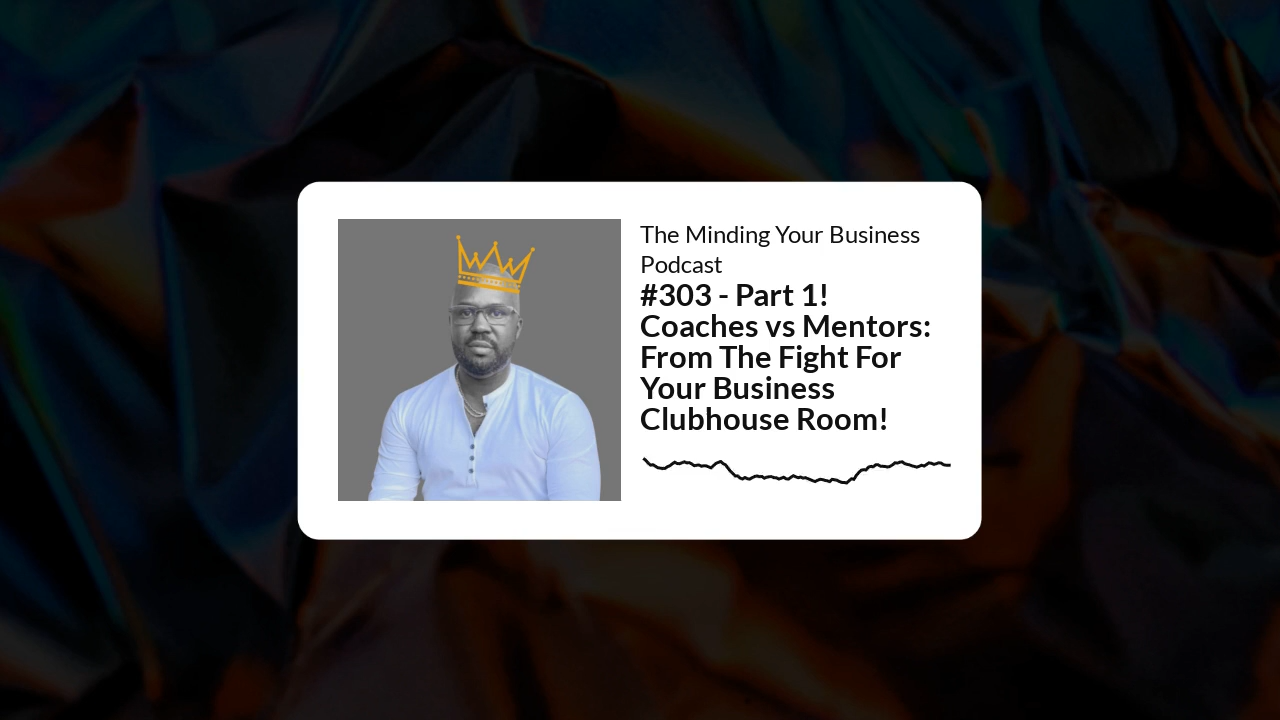 The Minding Your Business
Podcast
#303 - Part 1!
Coaches vs Mentors:
From The Fight For
Your Business
Clubhouse Room!